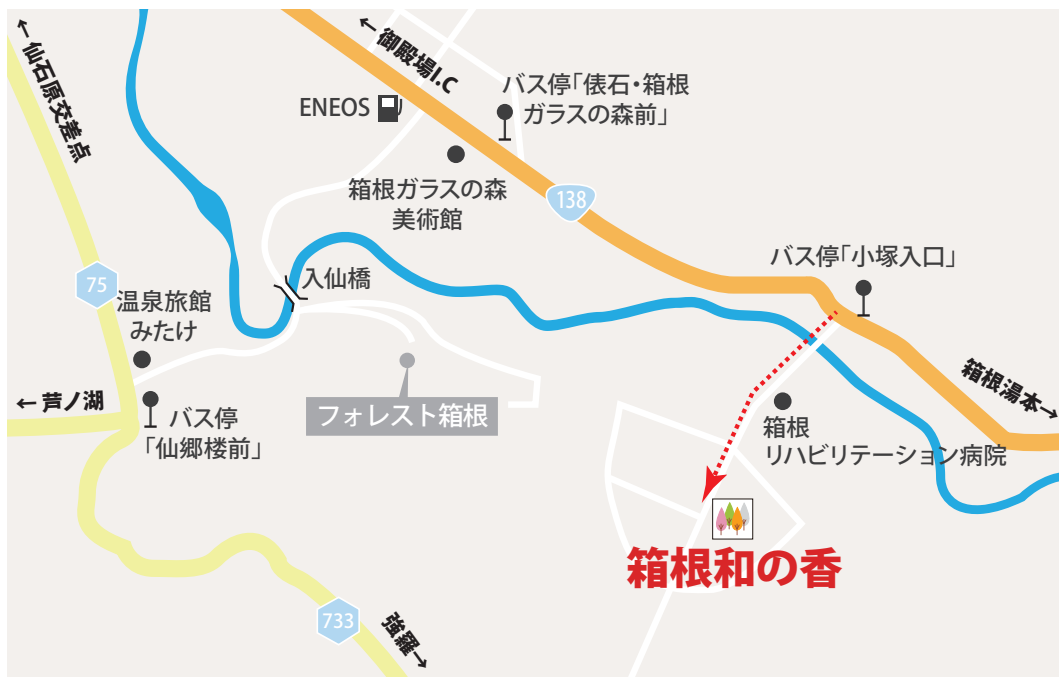 ← 仙石原交差点
← 御殿場I.C
ENEOS
バス停「俵石・箱根
ガラスの森前」
箱根ガラスの森
美術館
138
バス停「小塚入口」
入仙橋
75
温泉旅館
みたけ
← 芦ノ湖
バス停
「仙郷楼前」
フォレスト箱根
箱根湯本→
箱根
リハビリテーション病院
箱根和の香
733
強羅→